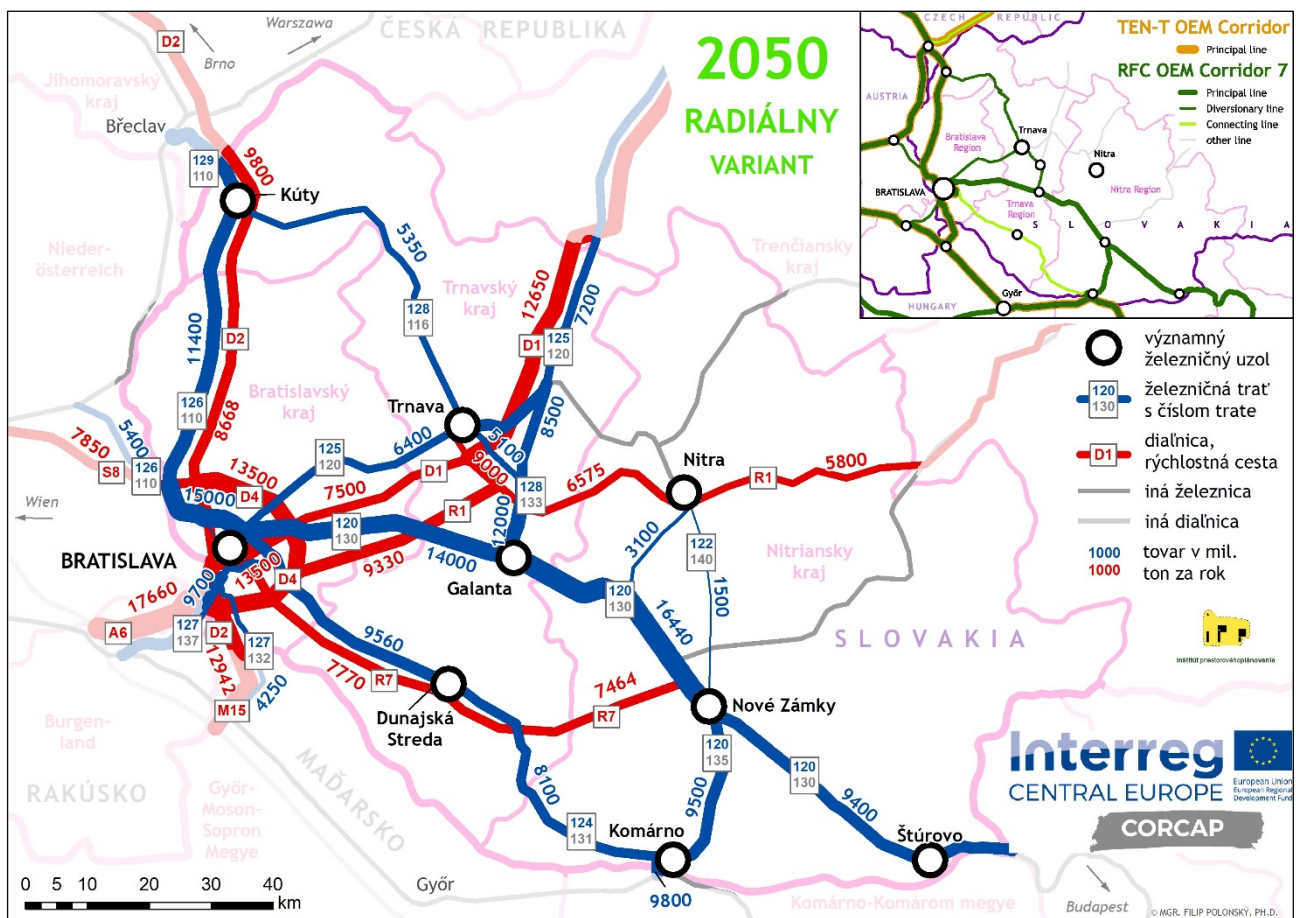 D2
Warszawa
Brno
ČESKÁ REPUBLIKA
Jihomoravský
kraj
Břeclav
129
110
9800
Kúty
2050
RADIÁLNY
VARIANT
CZECH REPUBLIC
AUSTRIA
Bratislava
Region
Trnava
Nitra
BRATISLAVA
Trnava
Region
Nitra Region
SLOVAKIA
Győr
HUNGARY
TEN-T OEM Corridor
Principal line
RFC OEM Corridor 7
Principal line
Diversionary line
Connecting line
other line
Nieder-
österreich
5350
Trnavský
kraj
Trenčiansky
kraj
12650
7200
128
116
11400
D2
D1
125
120
Bratislavský
kraj
126
110
8668
Trnava
6400
5100
8500
125
120
D1
9000
7850
S8
5400
126
110
13500
D4
7500
R1
128
133
6575
Nitra
R1
5800
Wien
15000
120
130
12000
BRATISLAVA
14000
9330
Galanta
3100
122
140
1500
Nitriansky
kraj
13500
D4
9700
17660
A6
127
137
D2
127
132
12942
4250
M15
9560
7770
R7
120
130
16440
7464
R7
SLOVAKIA
Dunajská
Streda
Nové Zámky
Burgen-
land
RAKÚSKO
MAĎARSKO
Győr-
Moson-
Sopron
Megye
8100
120
135
9500
120
130
9400
124
131
Komárno
Štúrovo
9800
Győr
Komárno-Komárom megye
Budapest
0 5 10 20 30 40
km
významný
železničný uzol
120
130
železničná trať
s číslom trate
D1
diaľnica,
rýchlostná cesta
iná železnica
iná diaľnica
1000
1000
tovar v mil.
ton za rok
Inštitút priestorového plánovania
Interreg
CENTRAL EUROPE
European Union
European Regional
Development Fund
CORCAP
© MGR. FILIP POLONSKÝ, PH.D.